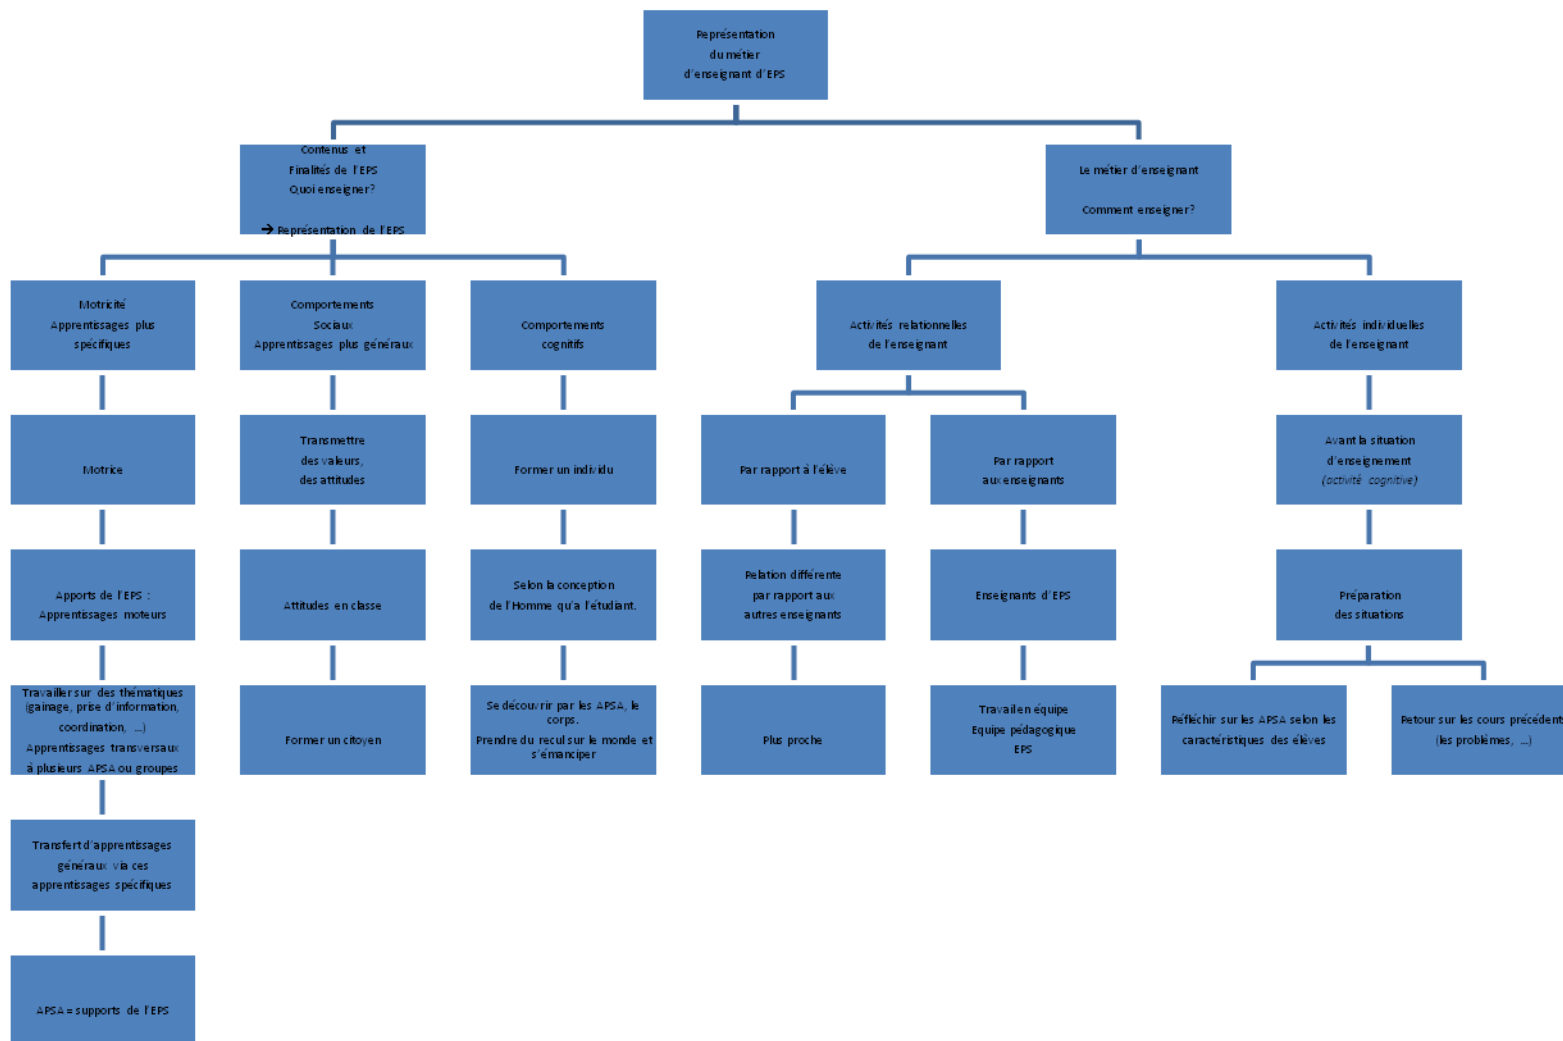 Représentation
du métier
d'enseignant d'EPS
Contenus et
Finalités de l'EPS
Quoi enseigner?
→ Représentation de l'EPS
Le métier d'enseignant
Comment enseigner?
Motricité
Apprentissages plus
spécifiques
Comportements
Sociaux
Apprentissages plus généraux
Comportements
cognitifs
Activités relationnelles
de l'enseignant
Activités individuelles
de l'enseignant
Motrice
Transmettre
des valeurs,
des attitudes
Former un individu
Par rapport à l'élève
Par rapport
aux enseignants
Avant la situation
d'enseignement
(activité cognitive)
Apports de l'EPS :
Apprentissages moteurs
Attitudes en classe
Selon la conception
de l'Homme qu'a l'étudiant.
Relation différente
par rapport aux
autres enseignants
Enseignants d'EPS
Préparation
des situations
Travailler sur des thématiques
(gainage, prise d'information,
coordination, ...)
Apprentissages transversaux
à plusieurs APSA ou groupes
Former un citoyen
Se découvrir par les APSA, le
corps.
Prendre du recul sur le monde et
s'émanciper
Plus proche
Travail en équipe
Equipe pédagogique
EPS
Réfléchir sur les APSA selon les
caractéristiques des élèves
Retour sur les cours précédents
(les problèmes, ...)
Transfert d'apprentissages
généraux via ces
apprentissages spécifiques
APSA = supports de l'EPS